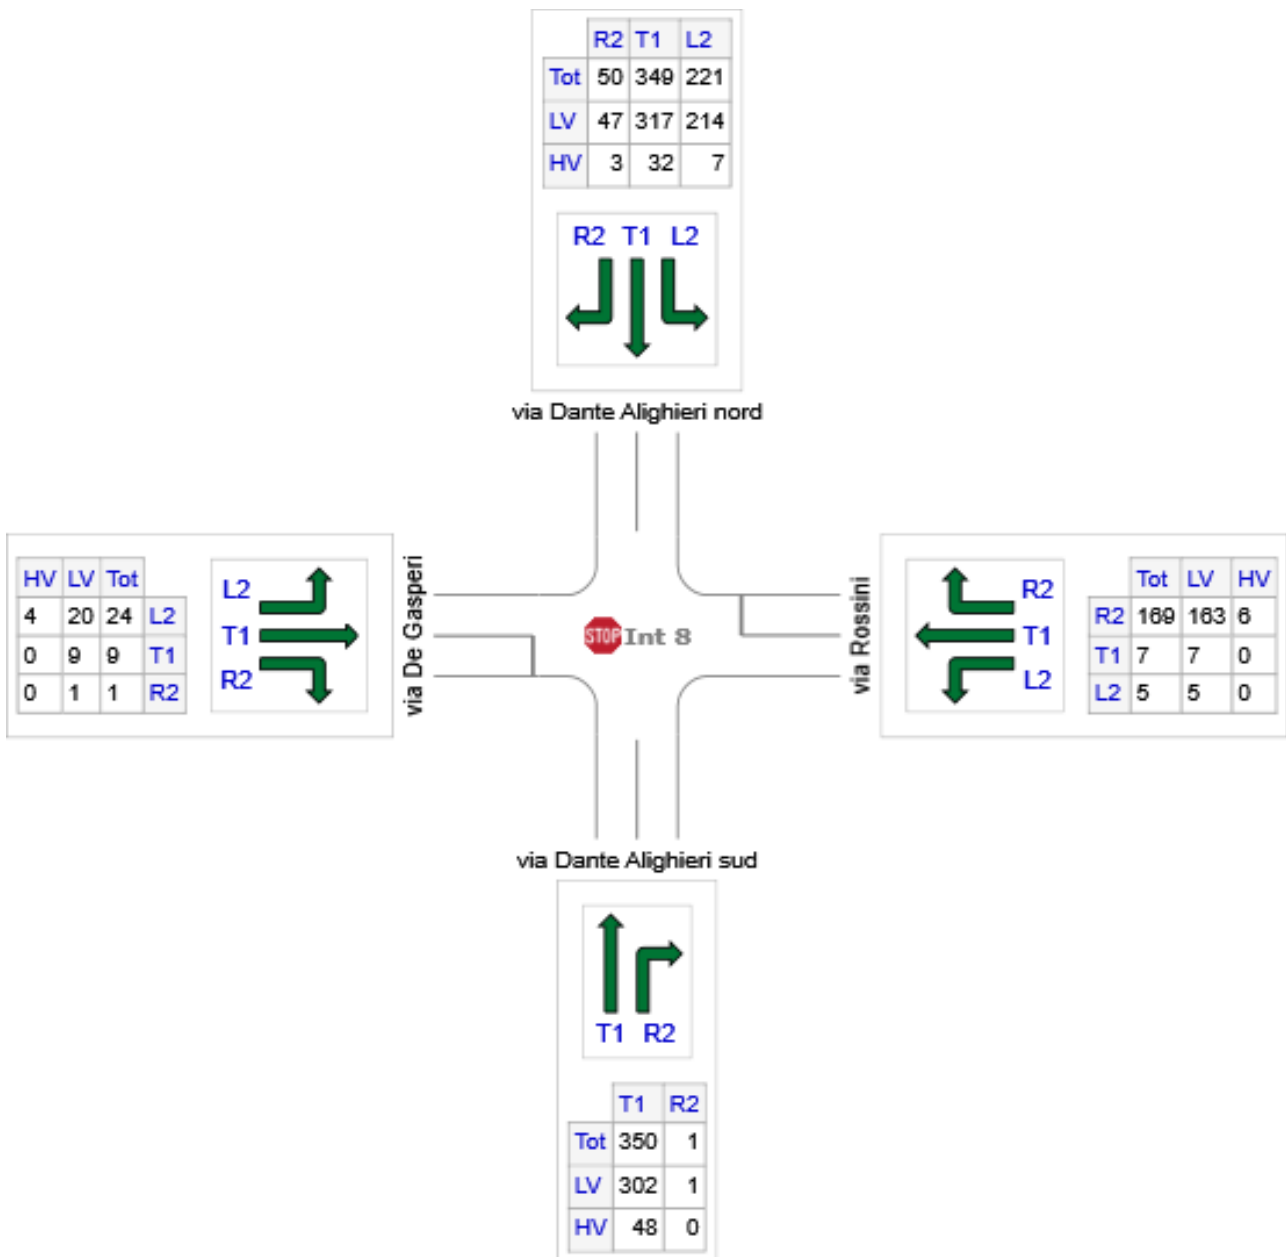 R2 T1 L2
Tot 50 349 221
LV 47 317 214
HV 3 32 7
R2 T1 L2
via Dante Alighieri nord
HV LV Tot
4 20 24 L2
0 9 9 T1
0 1 1 R2
L2
T1
R2
via De Gasperi
STOP Int 8
via Rossini
R2
T1
L2
Tot LV HV
R2 169 163 6
T1 7 7 0
L2 5 5 0
via Dante Alighieri sud
T1 R2
T1 R2
Tot 350 1
LV 302 1
HV 48 0